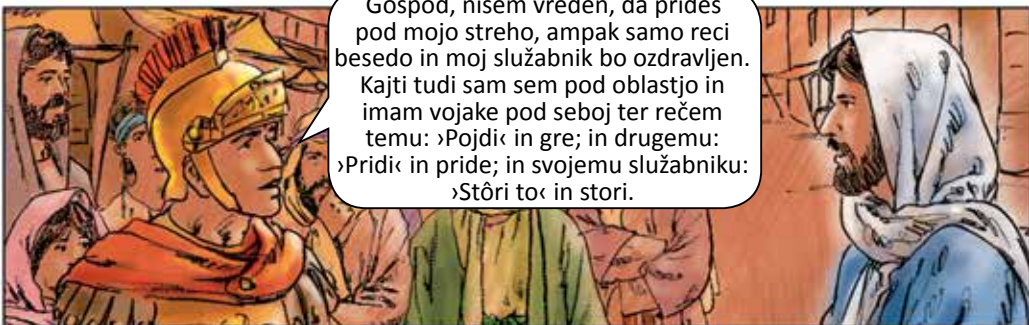 Gospod, nisem vreden, da prideš
pod mojo streho, ampak samo reci
besedo in moj služabnik bo ozdravljen.
Kajti tudi sam sem pod oblastjo in
imam vojake pod seboj ter rečem
temu: ›Pojdi‹ in gre; in drugemu:
›Pridi‹ in pride; in svojemu služabniku:
›Stôri to‹ in stori.